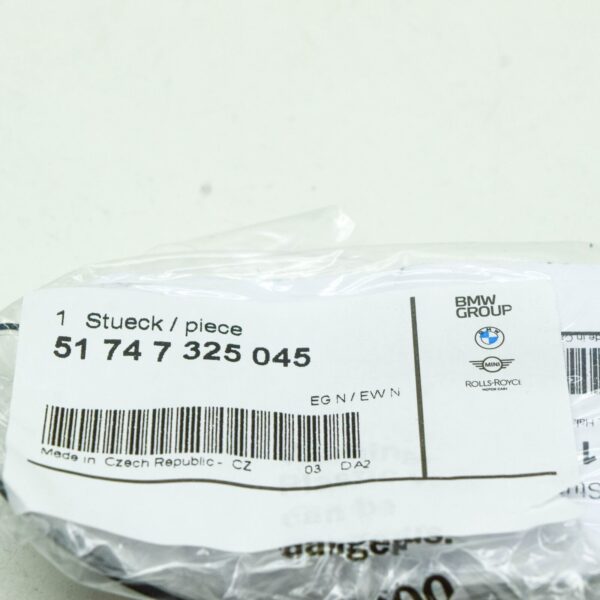 1 Stueck / piece
51 74 7 325 045
EG N / EW N
Made in Czech Republic - CZ 03 DA2
BMW
GROUP
BMW
MINI
ROLLS-ROYCE
MOTOR CARS